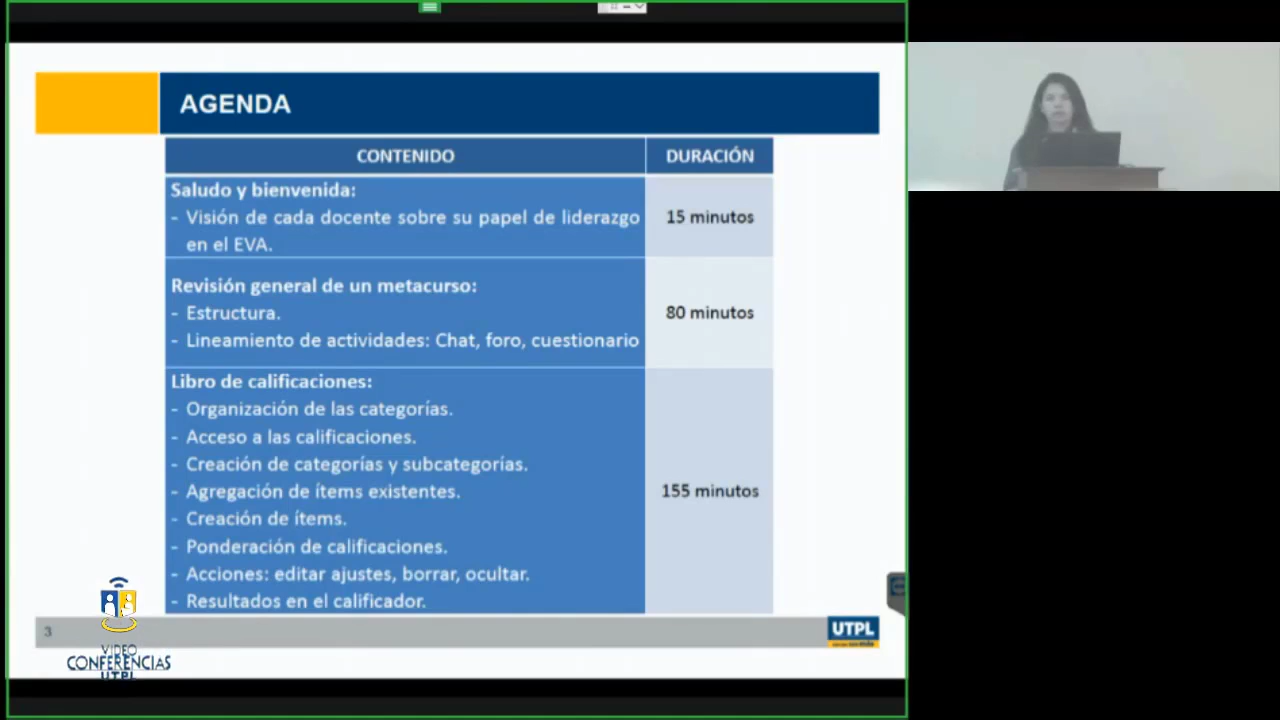 AGENDA
CONTENIDO
DURACIÓN
Saludo y bienvenida:
- Visión de cada docente sobre su papel de liderazgo
en el EVA.
15 minutos
Revisión general de un metacurso:
- Estructura.
- Lineamiento de actividades: Chat, foro, cuestionario
80 minutos
Libro de calificaciones:
- Organización de las categorías.
- Acceso a las calificaciones.
- Creación de categorías y subcategorías.
- Agregación de ítems existentes.
- Creación de ítems.
- Ponderación de calificaciones.
- Acciones: editar ajustes, borrar, ocultar.
- Resultados en el calificador.
155 minutos
3
VIDEO
CONFERENCIAS
UTPL
UTPL